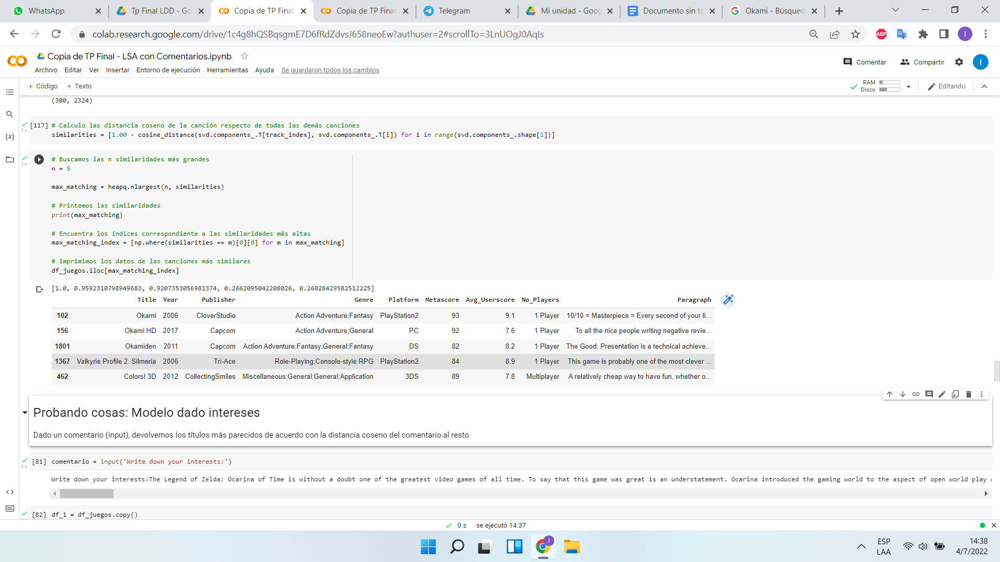 WhatsApp
Tp Final LDD - Go
Copia de TP Final
Copia de TP Final
Telegram
Mi unidad - Goog
Documento sin tí
Okami - Búsqued
colab.research.google.com/drive/1c4g8hQSBqsgmE7D6fRdZdvsJ658neoEw?authuser=2#scrollTo=3LnUOgJ0AqIs
ABP
I
Copia de TP Final - LSA con Comentarios.ipynb
Archivo Editar Ver Insertar Entorno de ejecución Herramientas Ayuda Se guardaron todos los cambios
Comentar
Compartir
I
+ Código + Texto
RAM
Disco
Editando
(300, 2324)
[117] # Calculo las distancia coseno de la canción respecto de todas las demás canciones
0 s
similarities = [1.00 - cosine_distance(svd.components_.T[track_index], svd.components_.T[i]) for i in range(svd.components_.shape[1])]
# Buscamos las n similaridades más grandes
0 s
n = 5
max_matching = heapq.nlargest(n, similarities)
# Printemos las similaridades
print(max_matching)
# Encuentra los índices correspondiente a las similaridades más altas
max_matching_index = [np.where(similarities == m)[0][0] for m in max_matching]
# Imprimimos los datos de las canciones más similares
df_juegos.iloc[max_matching_index]
[1.0, 0.9592310798949683, 0.9207353056981374, 0.2662095042208026, 0.26028429582512225]
Title Year Publisher Genre Platform Metascore Avg_Userscore No_Players Paragraph
102 Okami 2006 CloverStudio Action Adventure;Fantasy PlayStation2 93 9.1 1 Player 10/10 = Masterpiece = Every second of your li...
156 Okami HD 2017 Capcom Action Adventure;General PC 92 7.6 1 Player To all the nice people writing negative revie...
1801 Okamiden 2011 Capcom Action Adventure;Fantasy;General;Fantasy DS 82 8.2 1 Player The Good: Presentation is a technical achieve...
1367 Valkyrie Profile 2: Silmeria 2006 Tri-Ace Role-Playing;Console-style RPG PlayStation2 84 8.9 1 Player This game is probably one of the most clever ...
462 Colors! 3D 2012 CollectingSmiles Miscellaneous;General;General;Application 3DS 89 7.8 Multiplayer A relatively cheap way to have fun, whether o...
Probando cosas: Modelo dado intereses
Dado un comentario (input), devolvemos los títulos más parecidos de acuerdo con la distancia coseno del comentario al resto
[81] comentario = input('Write down your interests:')
3 s
Write down your interests:The Legend of Zelda: Ocarina of Time is without a doubt one of the greatest video games of all time. To say that this game was great is an understatement. Ocarina introduced the gaming world to the aspect of open world play
[82] df_1 = df_juegos.copy()
0 s se ejecutó 14:37
I
ESP
LAA
14:38
4/7/2022